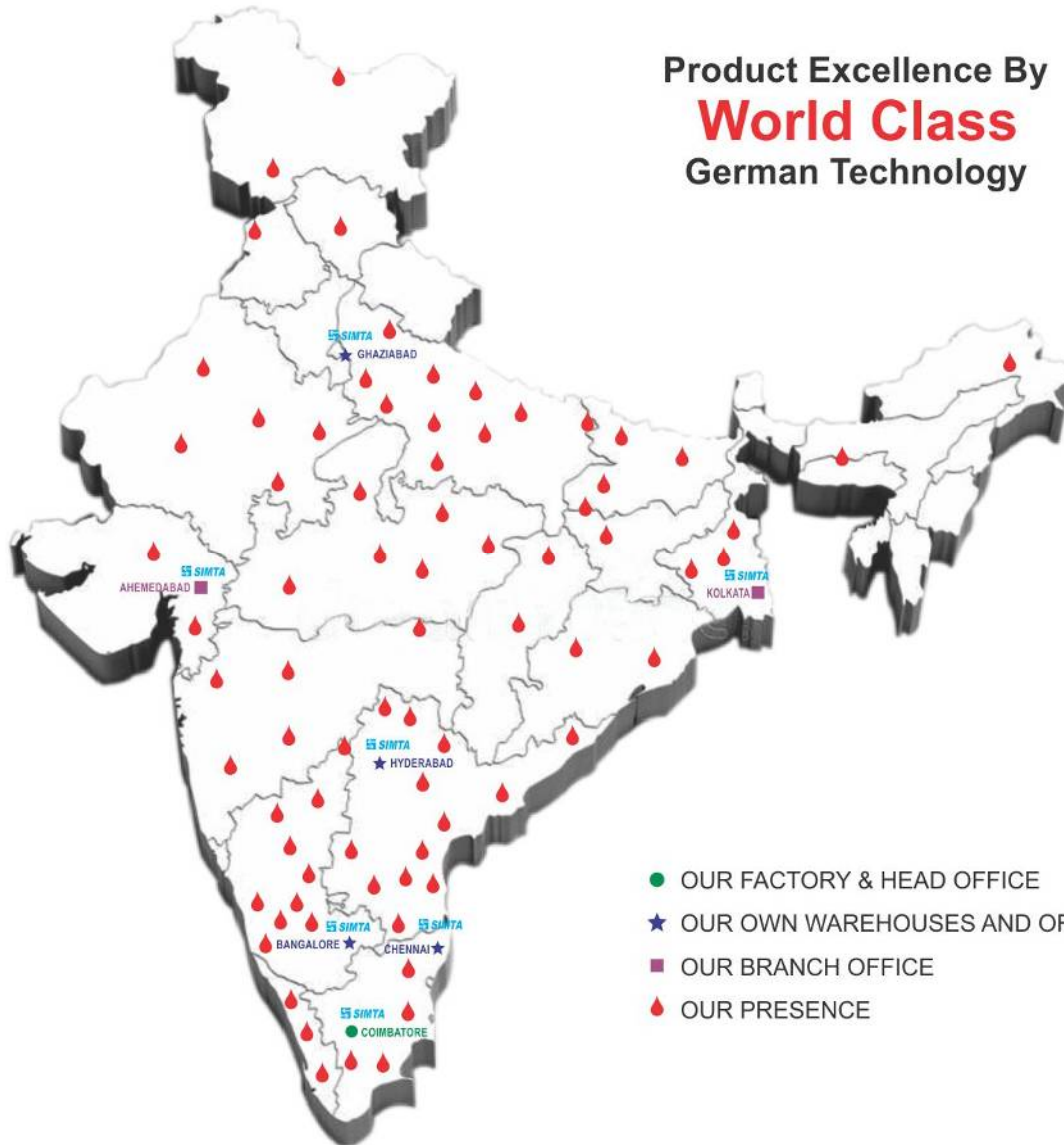 Product Excellence By
World Class
German Technology
SIMTA
GHAZIABAD
SIMTA
AHEMEDABAD
SIMTA
KOLKATA
SIMTA
HYDERABAD
SIMTA
BANGALORE
SIMTA
CHENNAI
SIMTA
COIMBATORE
OUR FACTORY & HEAD OFFICE
OUR OWN WAREHOUSES AND
OUR BRANCH OFFICE
OUR PRESENCE